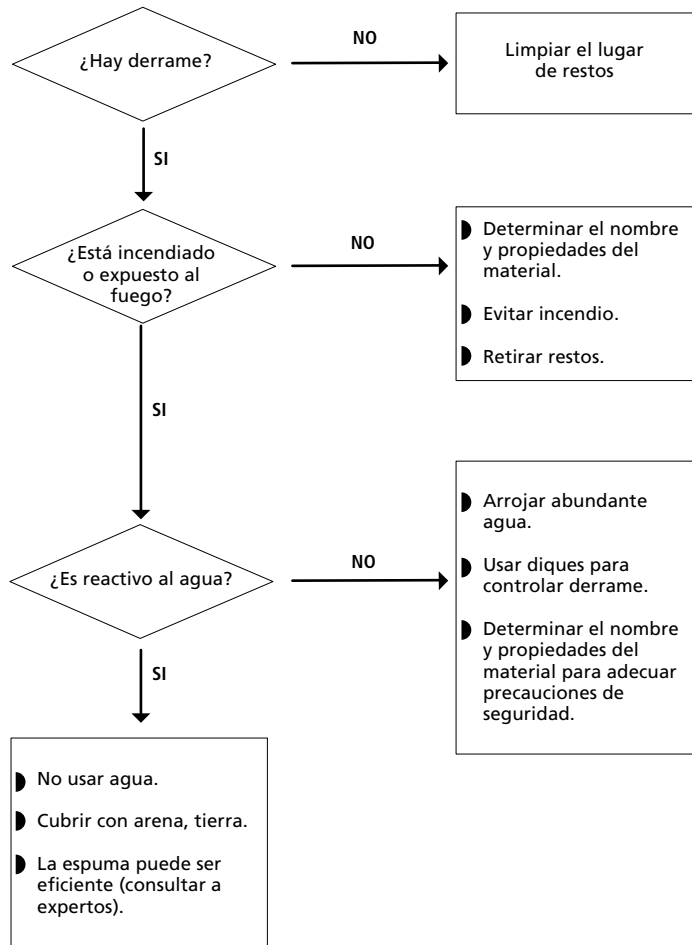 ¿Hay derrame?
NO
Limpiar el lugar
de restos
SI
¿Está incendiado
o expuesto al
fuego?
NO
Determinar el nombre
y propiedades del
material.
Evitar incendio.
Retirar restos.
SI
¿Es reactivo al agua?
NO
Arrojar abundante
agua.
Usar diques para
controlar derrame.
Determinar el nombre
y propiedades del
material para adecuar
precauciones de
seguridad.
SI
No usar agua.
Cubrir con arena, tierra.
La espuma puede ser
eficiente (consultar a
expertos).